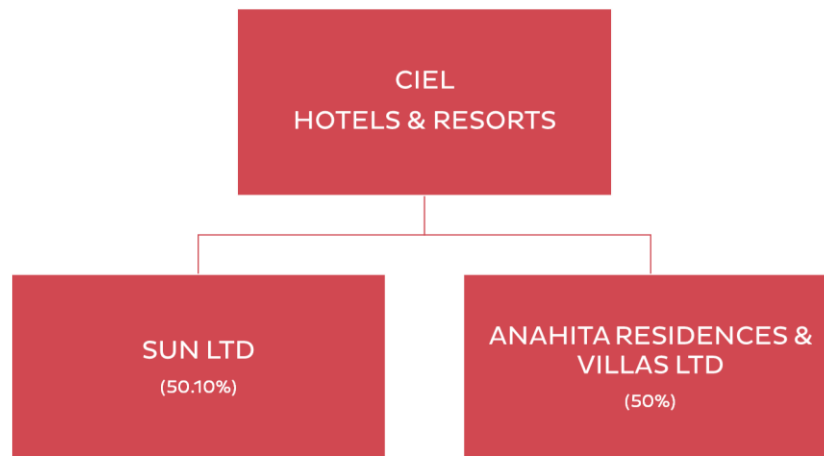 CIEL
HOTELS & RESORTS
SUN LTD
(50.10%)
ANAHITA RESIDENCES &
VILLAS LTD
(50%)